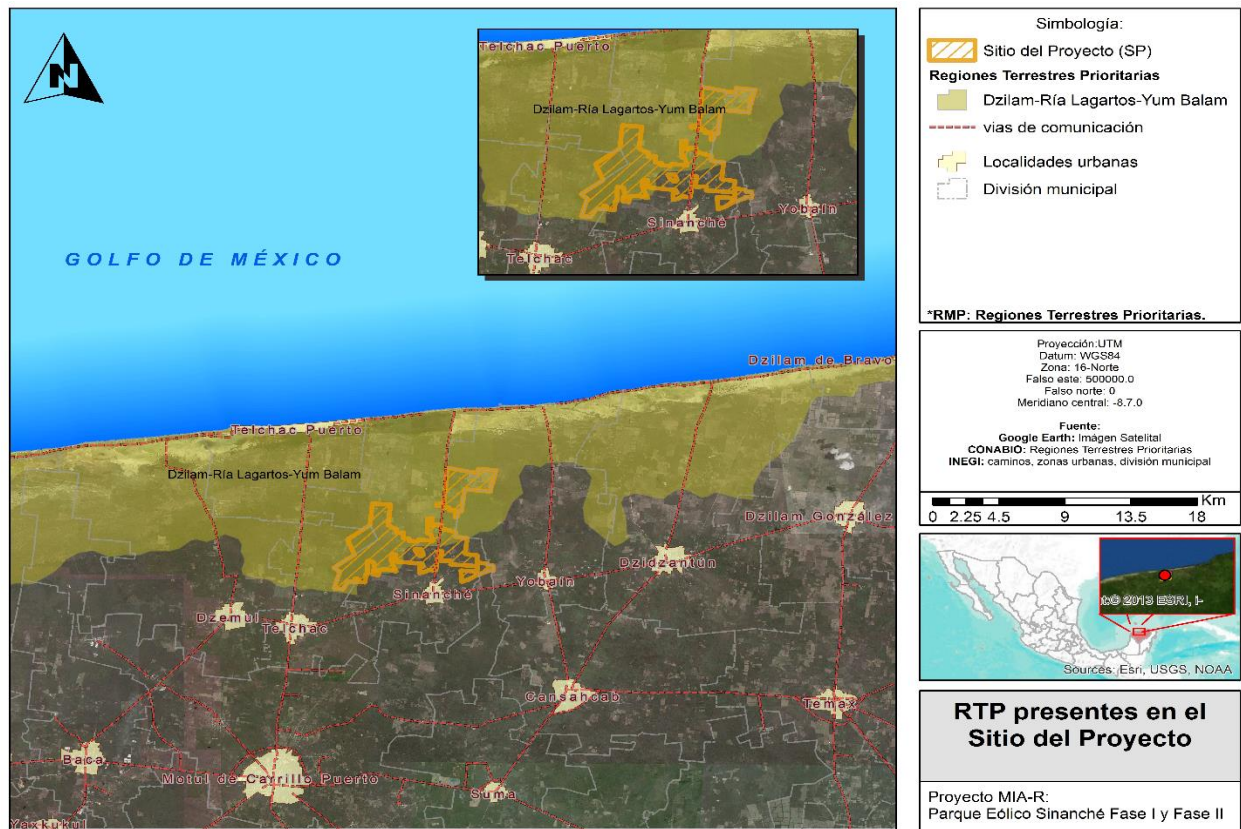 N
Telchac Puerto
Dzilam-Ría Lagartos-Yum Balam
Sinanché
Yobaín
Telchac
GOLFO DE MÉXICO
Dzilam de Bravo
Telchac Puerto
Dzilam-Ría Lagartos-Yum Balam
Dzilam González
Dzidzantún
Yobaín
Sinanché
Dzemul
Telchac
Cansahcab
Temax
Baca
Motul de Carrillo Puerto
Suma
Yaxkukul
Simbología:
Sitio del Proyecto (SP)
Regiones Terrestres Prioritarias
Dzilam-Ría Lagartos-Yum Balam
vias de comunicación
Localidades urbanas
División municipal
*RMP: Regiones Terrestres Prioritarias.
Proyección:UTM
Datum: WGS84
Zona: 16-Norte
Falso este: 500000.0
Falso norte: 0
Meridiano central: -8.7.0
Fuente:
Google Earth: Imágen Satelital
CONABIO: Regiones Terrestres Prioritarias
INEGI: caminos, zonas urbanas, división municipal
Km
0 2.25 4.5 9 13.5 18
t:© 2013 ESRI, i-
Sources: Esri, USGS, NOAA
RTP presentes en el
Sitio del Proyecto
Proyecto MIA-R:
Parque Eólico Sinanché Fase I y Fase II